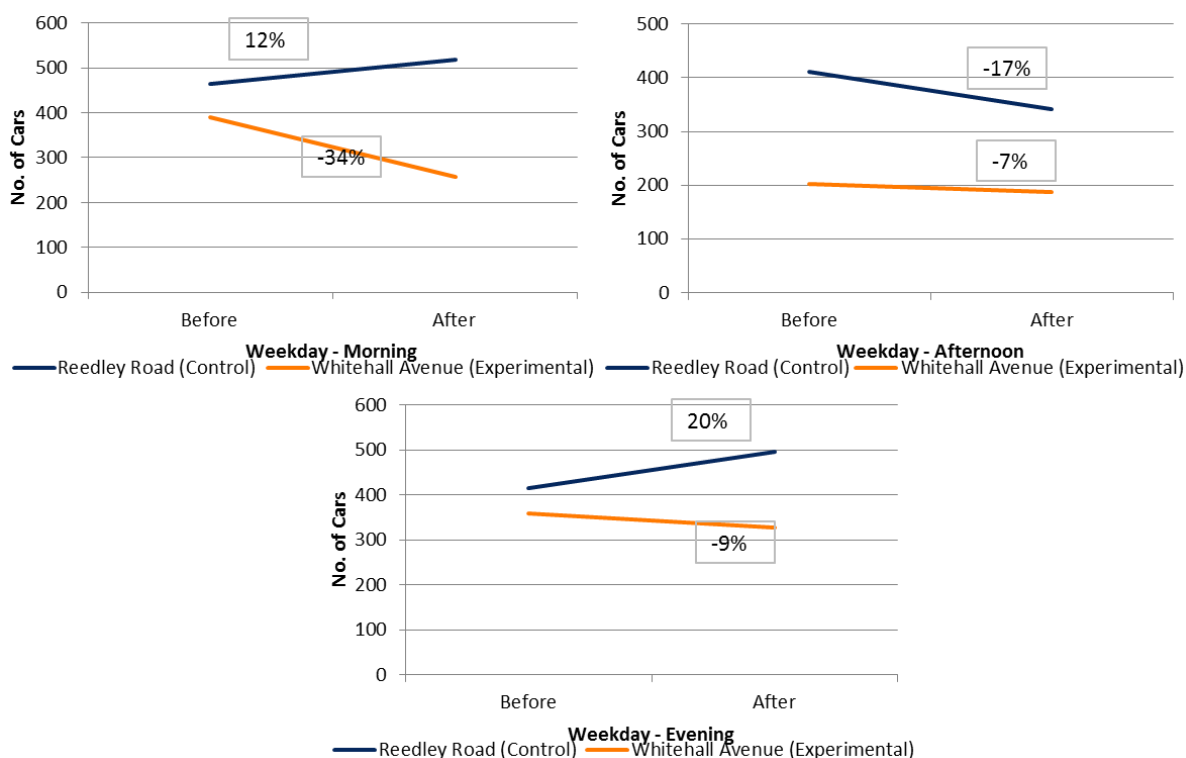 600
500
400
300
200
100
0
No. of Cars
12%
-34%
Before After
Weekday - Morning
Reedley Road (Control) Whitehall Avenue (Experimental)
500
400
300
200
100
0
No. of Cars
-17%
-7%
Before After
Weekday - Afternoon
Reedley Road (Control) Whitehall Avenue (Experimental)
600
500
400
300
200
100
0
No. of Cars
20%
-9%
Before After
Weekday - Evening
Reedley Road (Control) Whitehall Avenue (Experimental)